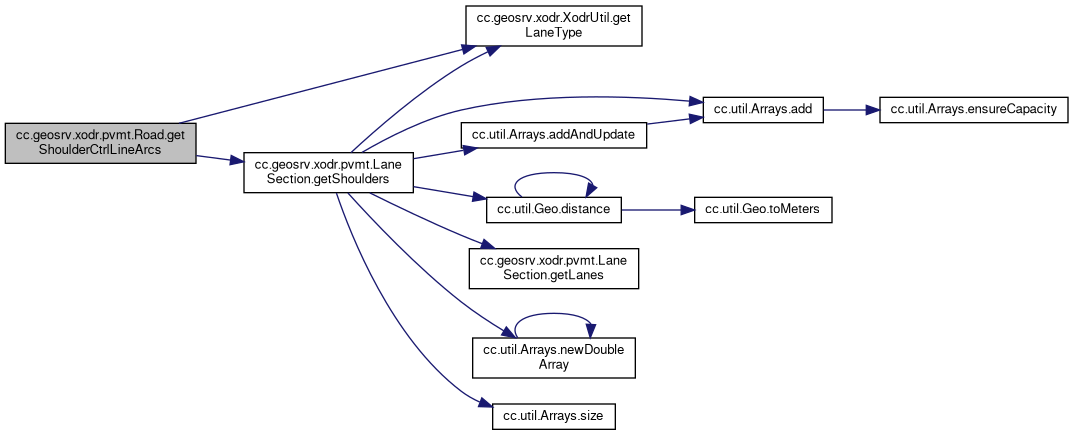 cc.geosrv.xodr.XodrUtil.get
LaneType
cc.util.Arrays.add
cc.util.Arrays.ensureCapacity
cc.geosrv.xodr.pvmt.Road.get
ShoulderCtrlLineArcs
cc.util.Arrays.addAndUpdate
cc.geosrv.xodr.pvmt.Lane
Section.getShoulders
cc.util.Geo.distance
cc.util.Geo.toMeters
cc.geosrv.xodr.pvmt.Lane
Section.getLanes
cc.util.Arrays.newDouble
Array
cc.util.Arrays.size